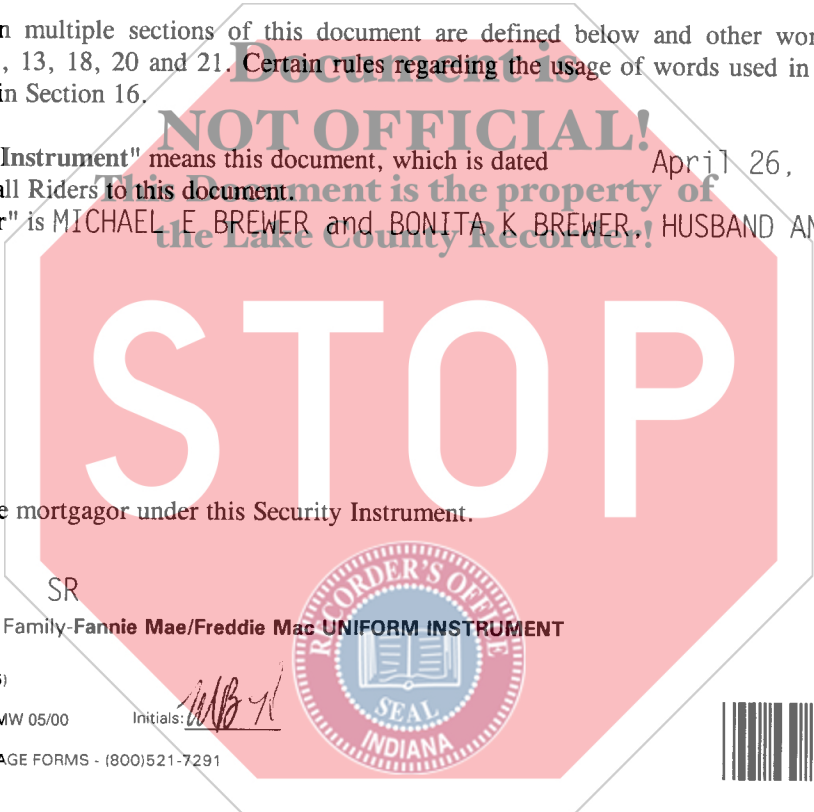 n multiple sections of this document are defined below and other wor
, 13, 18, 20 and 21. Certain rules regarding the usage of words used in
in Section 16.
Document is
NOT OFFICIAL!
This Document is the property of
the Lake County Recorder!
Instrument" means this document, which is dated April 26,
all Riders to this document.
r" is MICHAEL E BREWER and BONITA K BREWER, HUSBAND AN
STOP
e mortgagor under this Security Instrument.
SR
Family-Fannie Mae/Freddie Mac UNIFORM INSTRUMENT
MW 05/00
Initials:
AGE FORMS - (800)521-7291
RECORDER'S OFFICE
SEAL
INDIANA